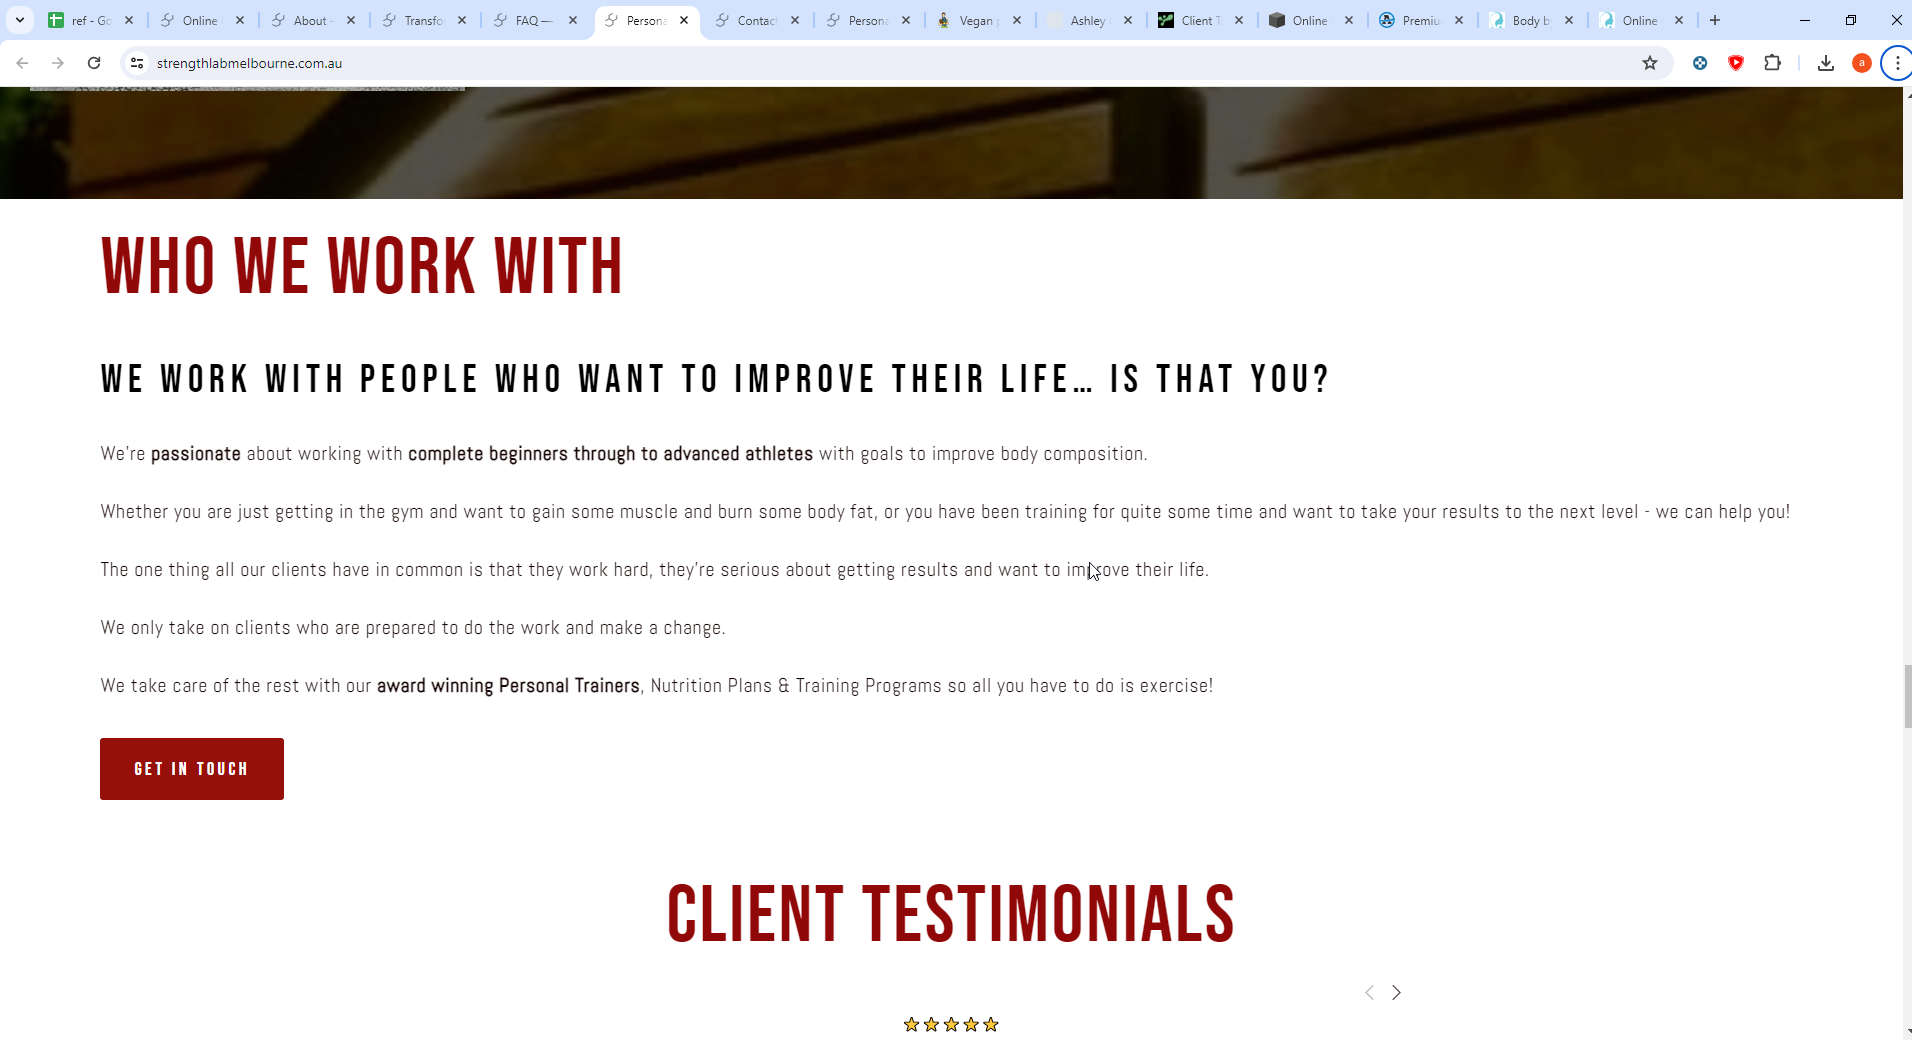 ref - Go
Online
About -
Transfo
FAQ —
Persona
Contac
Persona
Vegan
Ashley
Client T
Online
Premiu
Body b
Online
strengthlabmelbourne.com.au
a
WHO WE WORK WITH
WE WORK WITH PEOPLE WHO WANT TO IMPROVE THEIR LIFE… IS THAT YOU?
We're passionate about working with complete beginners through to advanced athletes with goals to improve body composition.
Whether you are just getting in the gym and want to gain some muscle and burn some body fat, or you have been training for quite some time and want to take your results to the next level - we can help you!
The one thing all our clients have in common is that they work hard, they're serious about getting results and want to improve their life.
We only take on clients who are prepared to do the work and make a change.
We take care of the rest with our award winning Personal Trainers, Nutrition Plans & Training Programs so all you have to do is exercise!
GET IN TOUCH
CLIENT TESTIMONIALS